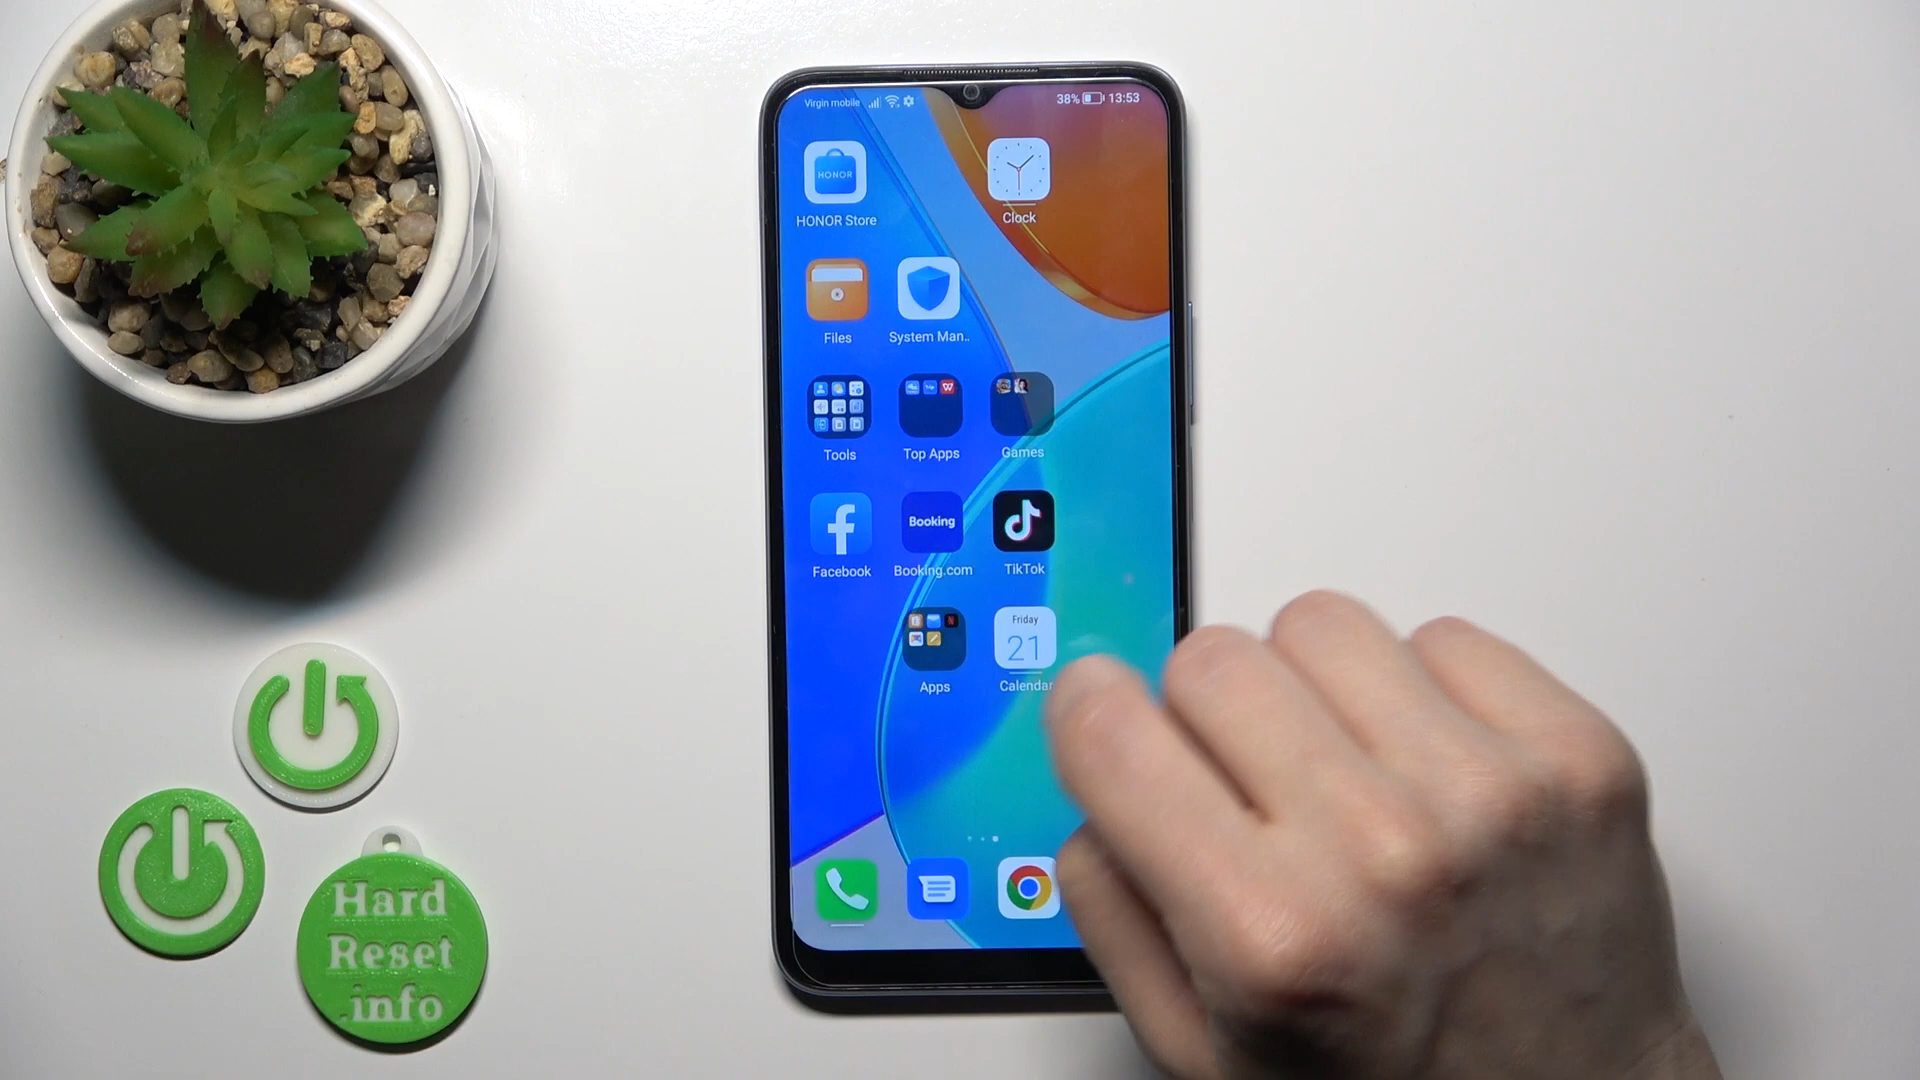 Virgin mobile
38% 13:53
HONOR
HONOR Store
Clock
Files
System Man..
Tools
Top Apps
Games
Booking
Facebook
Booking.com
TikTok
Friday
21
Apps
Calendar
Hard
Reset
.info